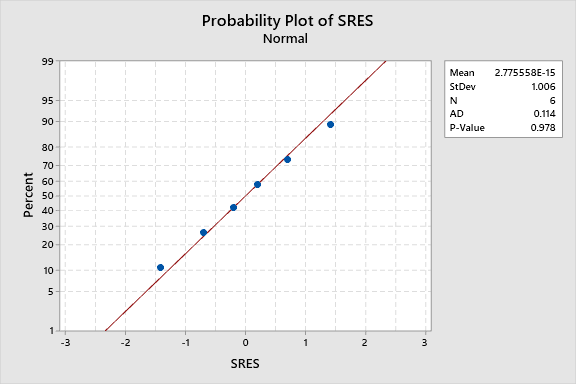 Probability Plot of SRES
Normal
Mean 2.775558E-15
StDev 1.006
N 6
AD 0.114
P-Value 0.978
Percent
99
95
90
80
70
60
50
40
30
20
10
5
1
-3 -2 -1 0 1 2 3
SRES